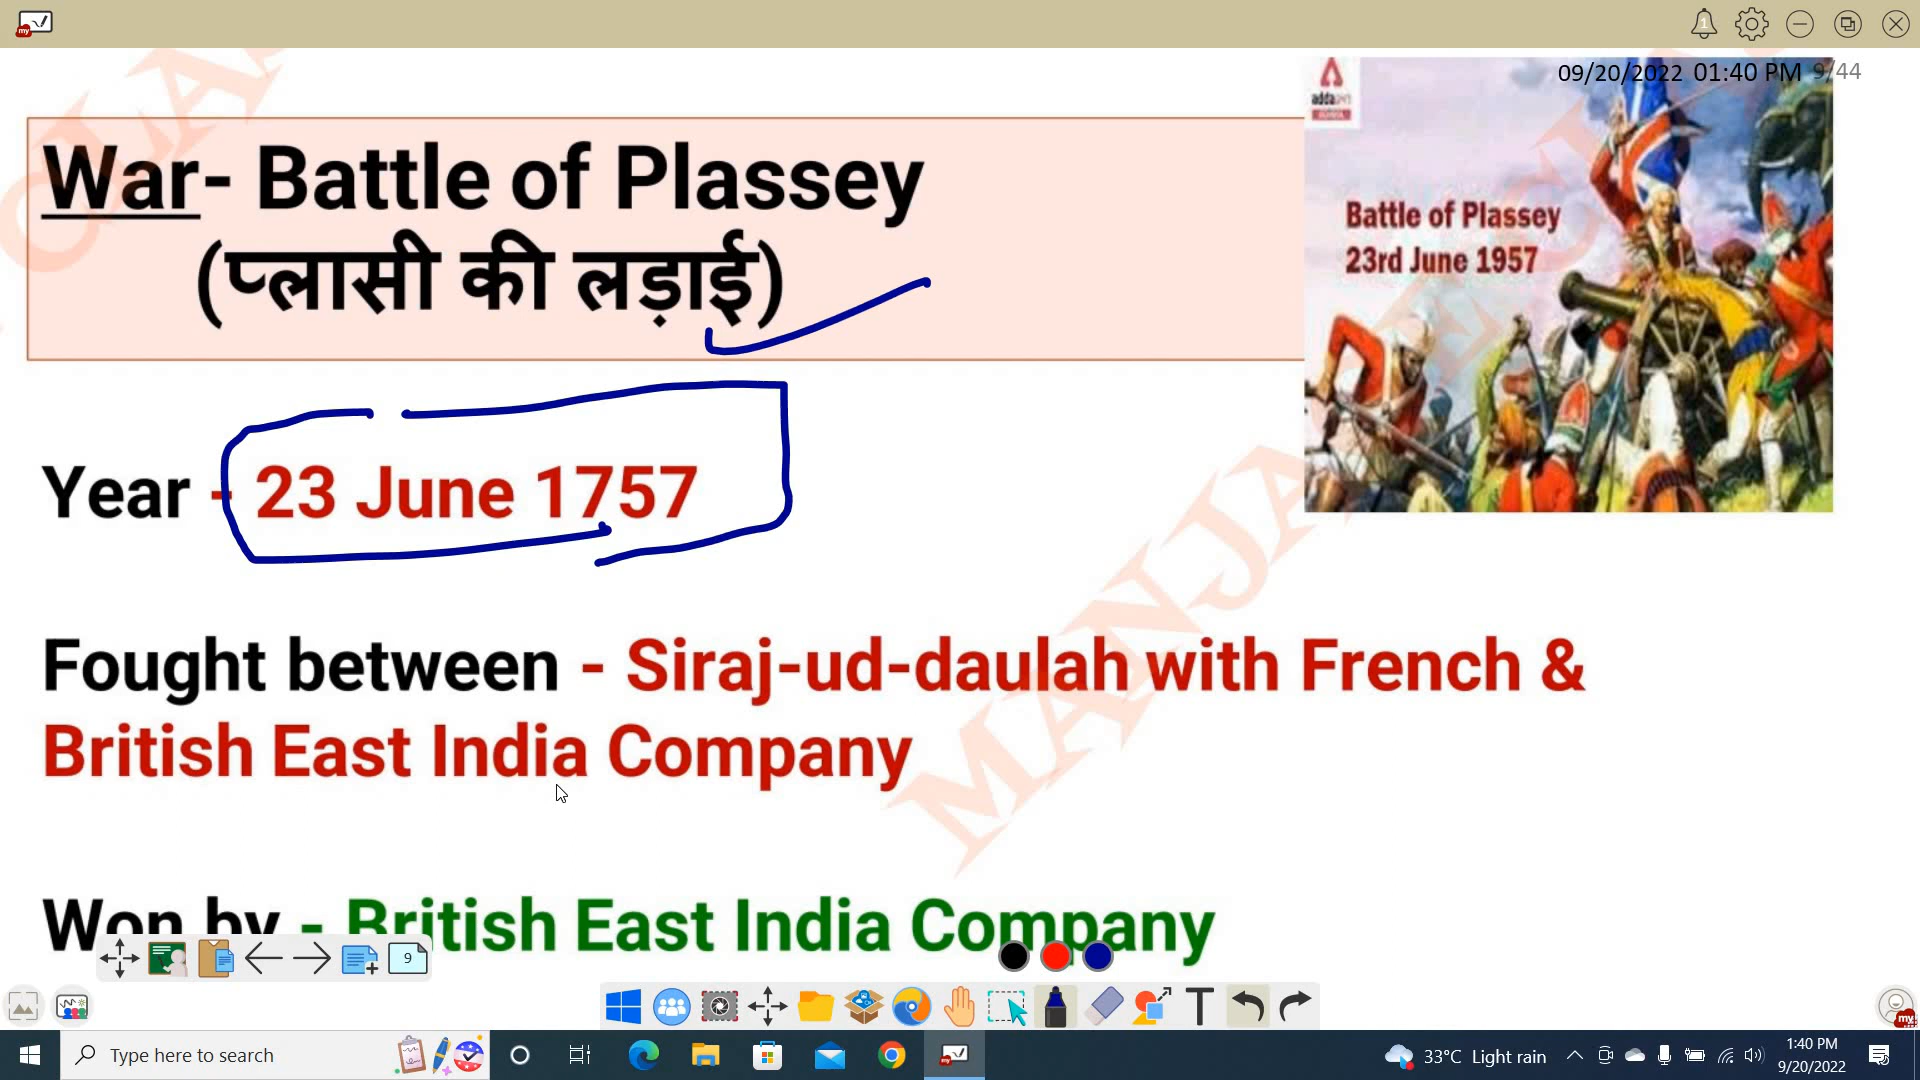 09/20/2022 01:40 PM 9/44
War- Battle of Plassey
(प्लासी की लड़ाई)
Battle of Plassey
23rd June 1957
Year - 23 June 1757
Fought between - Siraj-ud-daulah with French &
British East India Company
Won by - British East India Company
9
Type here to search
33°C Light rain
1:40 PM
9/20/2022